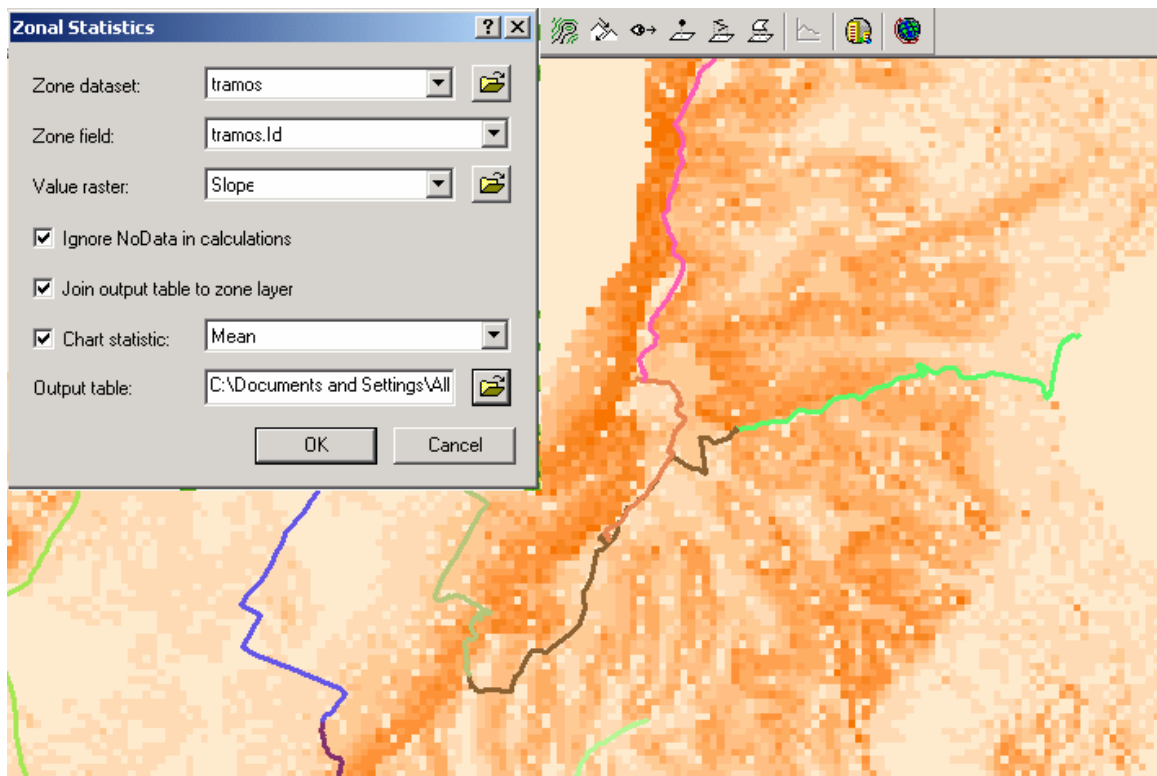 Zonal Statistics
Zone dataset: tramos
Zone field: tramos.Id
Value raster: Slope
Ignore NoData in calculations
Join output table to zone layer
Chart statistic: Mean
Output table: C:\Documents and Settings\All
OK Cancel